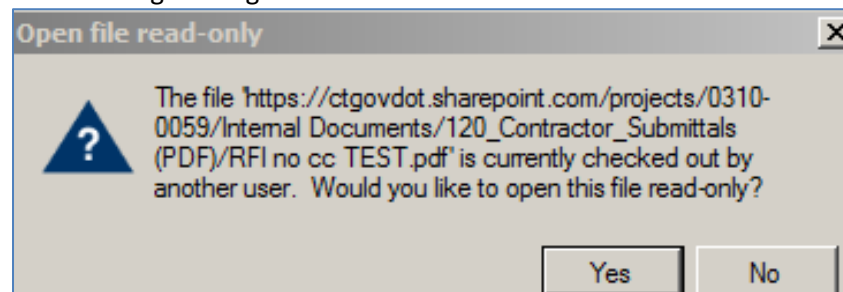 Open file read-only
The file 'https://ctgovdot.sharepoint.com/projects/0310-
0059/Internal Documents/120_Contractor_Submittals
(PDF)/RFI no cc TEST.pdf' is currently checked out by
another user.  Would you like to open this file read-only?
Yes
No